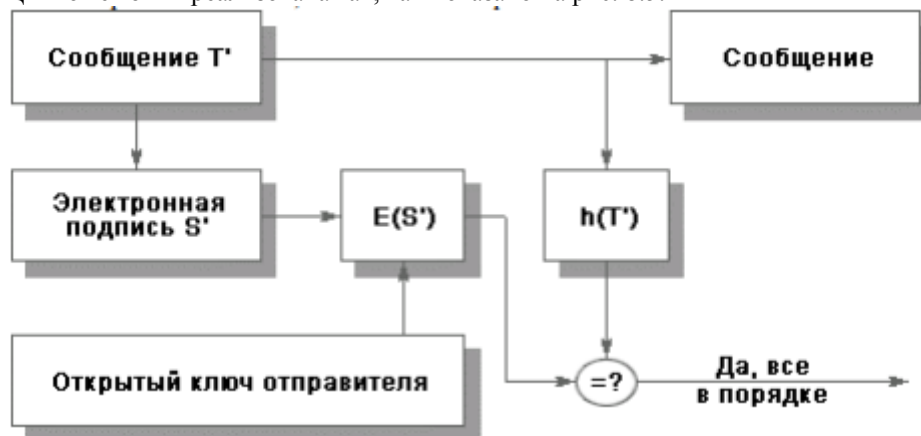 Сообщение T'
Сообщение
Электронная
подпись S'
E(S')
h(T')
Открытый ключ отправителя
=?
Да, все
в порядке